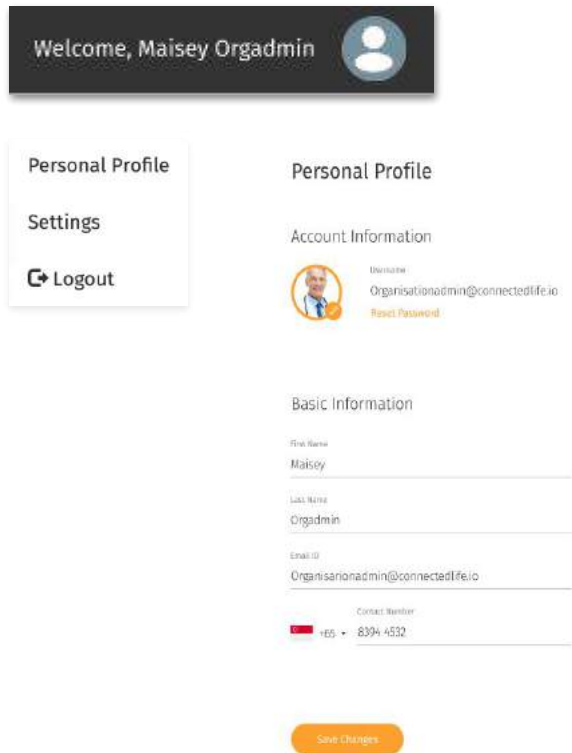 Welcome, Maisey Orgadmin
Personal Profile
Settings
Logout
Personal Profile
Account Information
Username
Organisationadmin@connectedlife.io
Reset Password
Basic Information
First Name
Maisey
Last Name
Orgadmin
Email ID
Organisarionadmin@connectedlife.io
Contact Number
+65 8394 4532
Save Changes